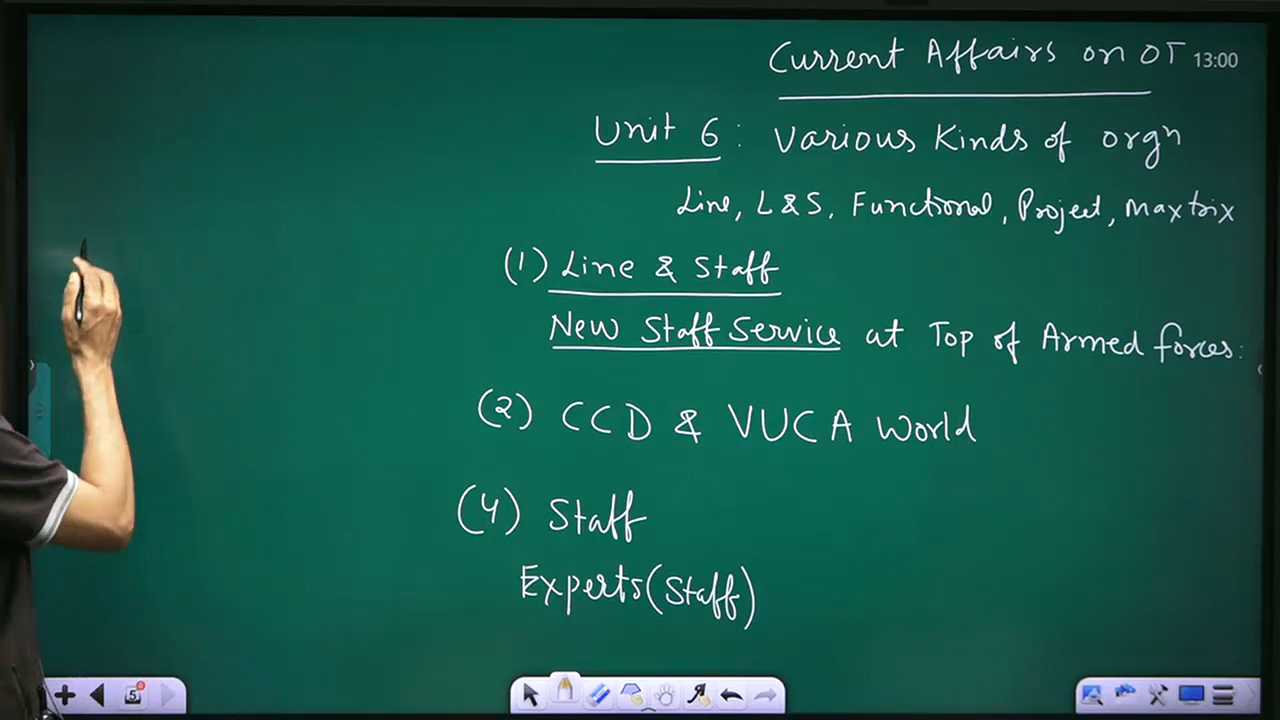 Current Affairs on OT 13:00
Unit 6: Various Kinds of orgn
Line, L & S, Functional, Project, Maxtrix
(1) Line & Staff
New Staff Service at Top of Armed forces:
(2) CCD & VUCA World
(4) Staff
Experts (Staff)
5